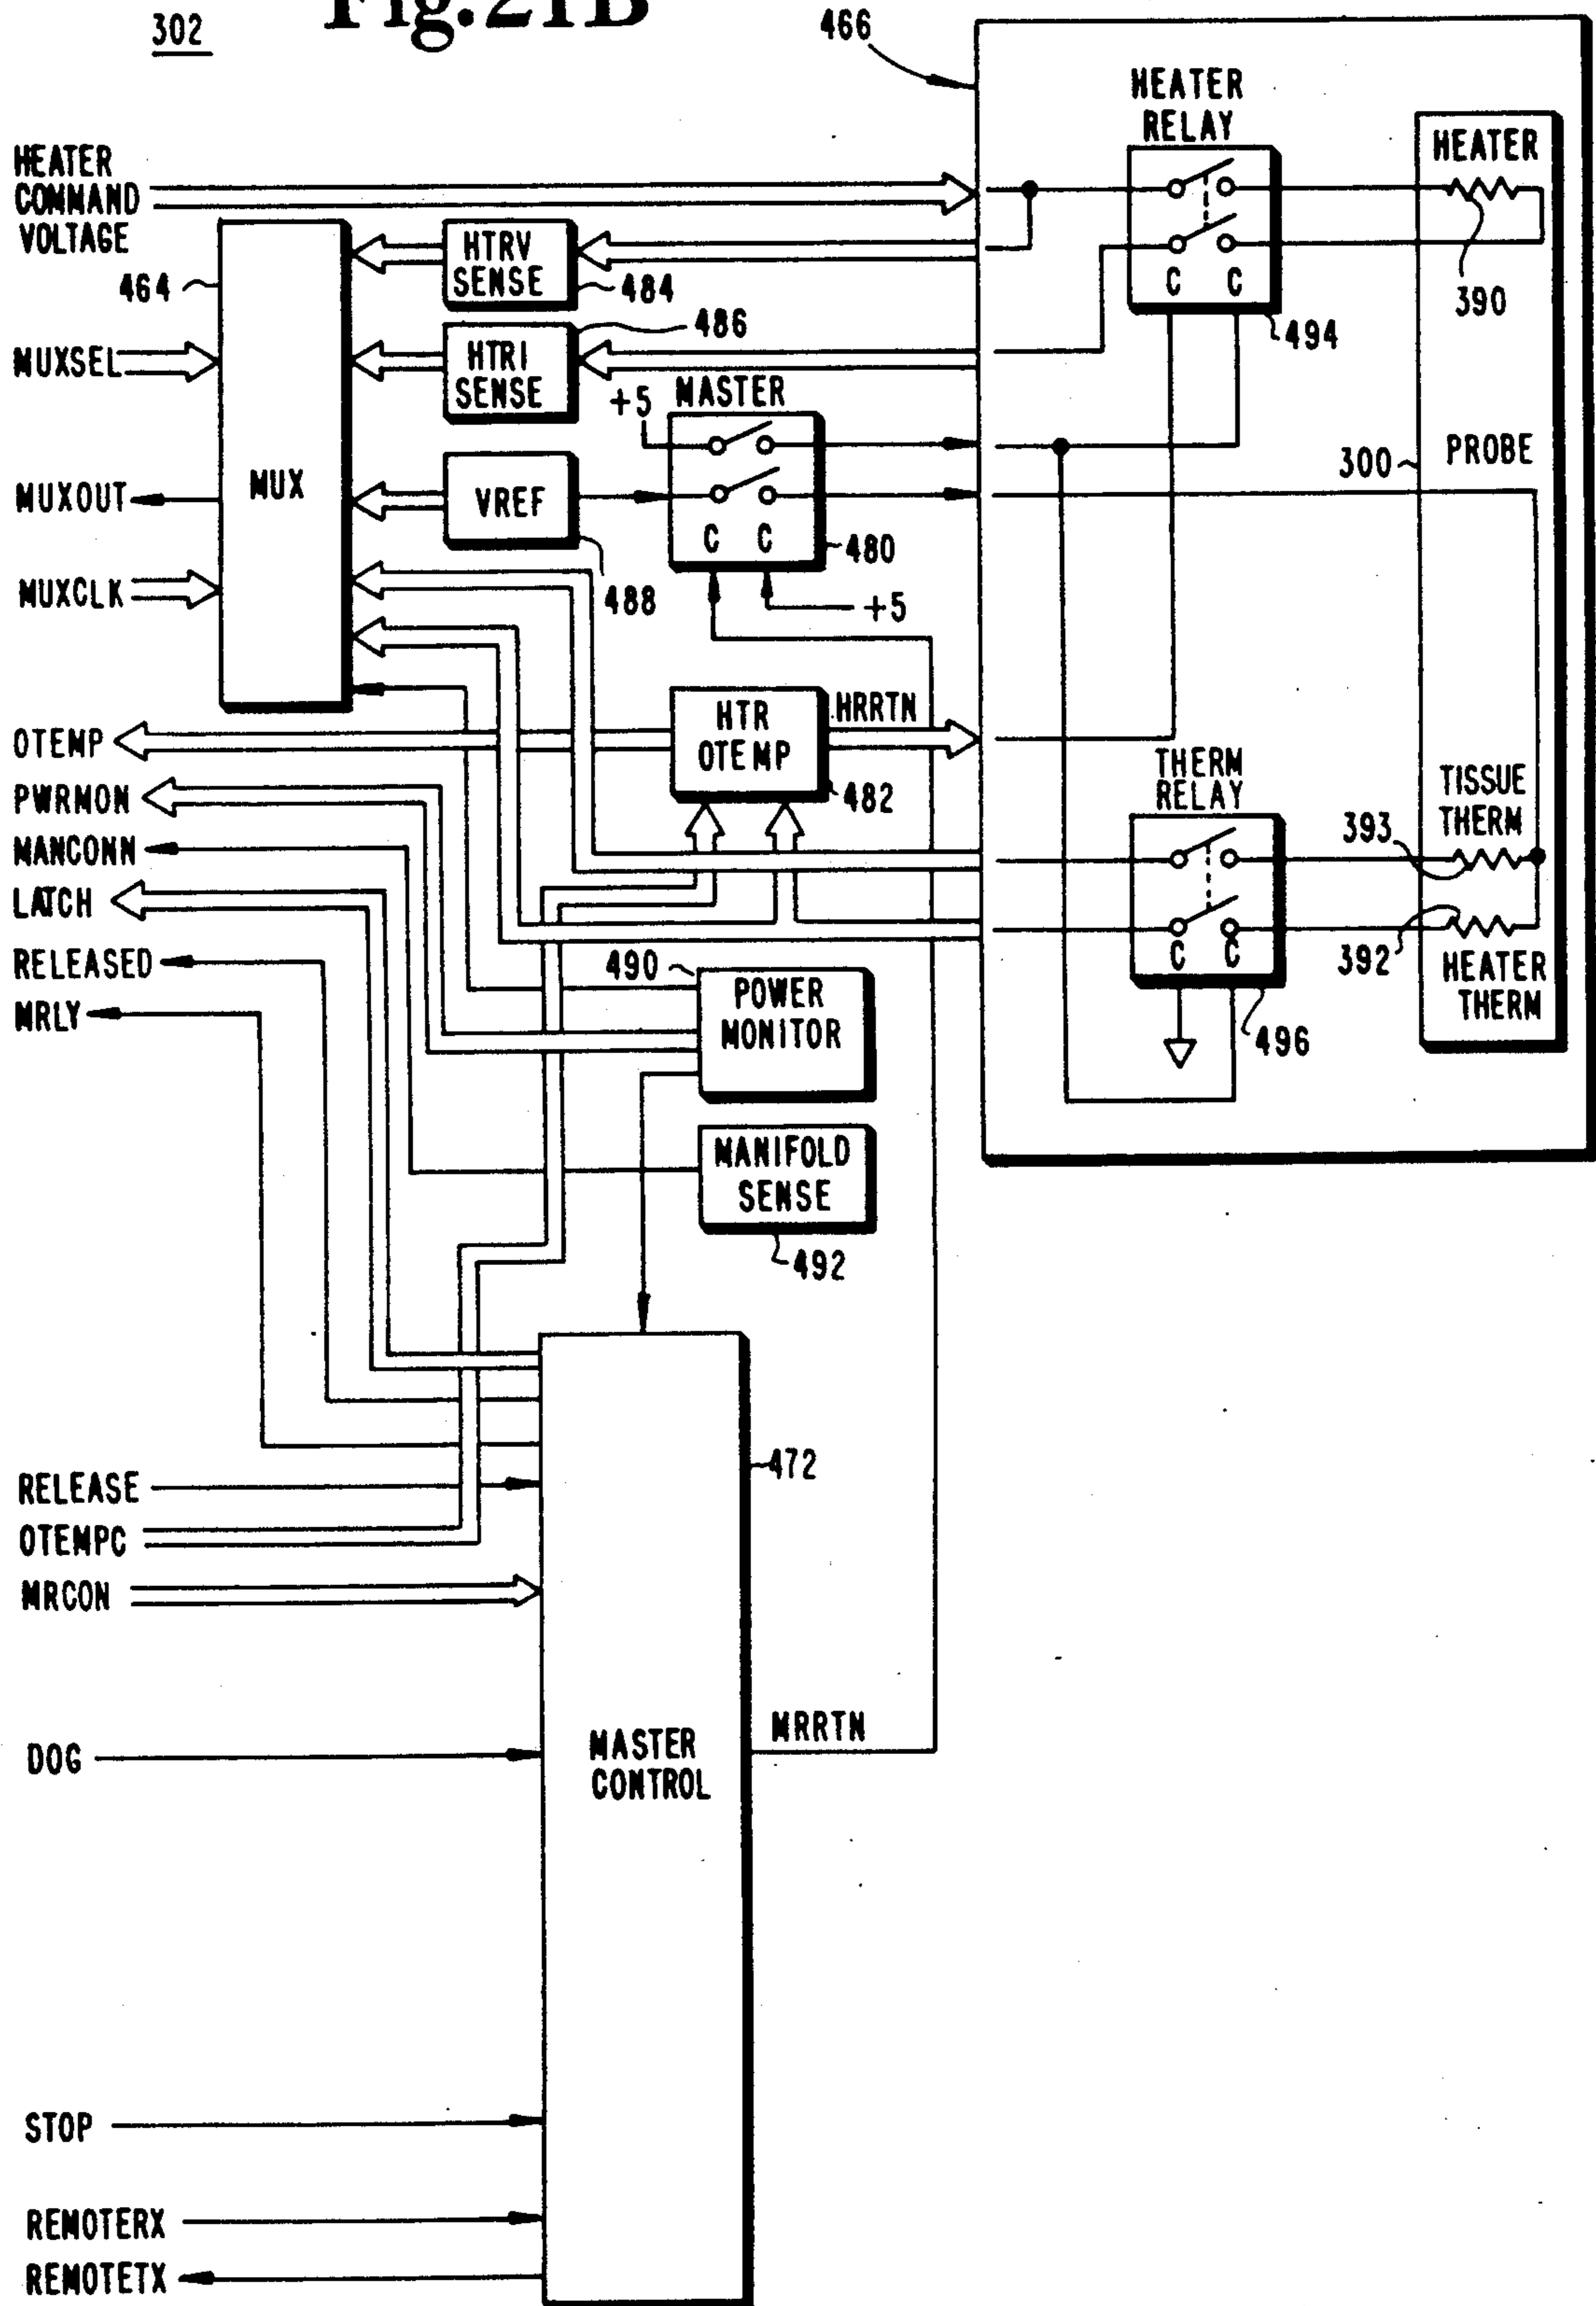 302
Fig.21B
466
HEATER
RELAY
HEATER
HEATER
COMMAND
VOLTAGE
HTRV
SENSE
464
484
C C
390
486
494
MUXSEL
HTRI
SENSE
MASTER
+5
MUX
300
PROBE
MUXOUT
VREF
C C
480
MUXCLK
488
+5
HRRTN
HTR
OTEMP
OTEMP
THERM
RELAY
TISSUE
THERM
PWRMON
482
393
MANCONN
LATCH
C C
392
RELEASED
490
POWER
MONITOR
HEATER
THERM
MRLY
496
MANIFOLD
SENSE
492
472
RELEASE
OTEMPC
MRCON
MRRTN
DOG
MASTER
CONTROL
STOP
REMOTERX
REMOTETX